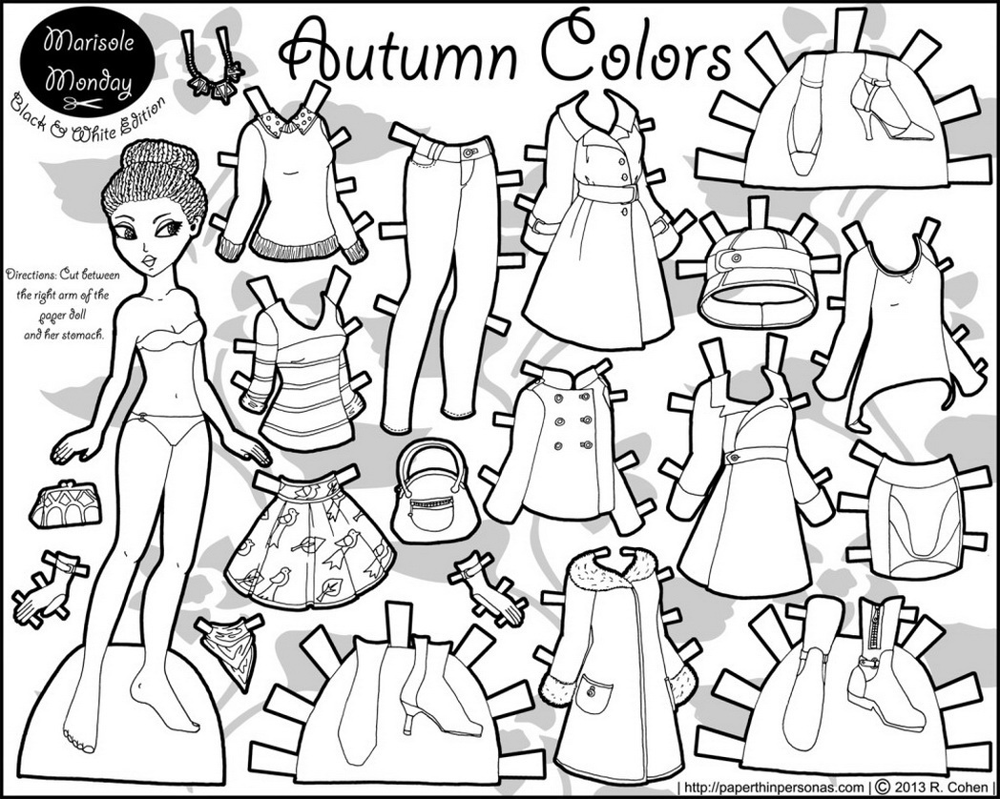 Marisole
Monday
Black & White Edition
Autumn Colors
Directions: Cut between
the right arm of the
paper doll
and her stomach.
| http://paperthinpersonas.com | © 2013 R. Cohen |